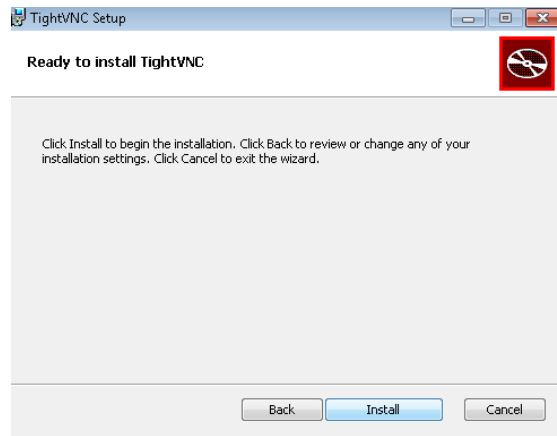 TightVNC Setup
Ready to install TightVNC
Click Install to begin the installation. Click Back to review or change any of your
installation settings. Click Cancel to exit the wizard.
Back Install Cancel